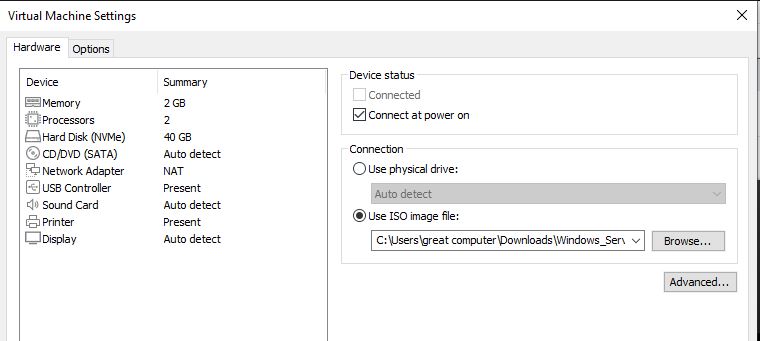 Virtual Machine Settings
Hardware Options
Device Summary
Memory 2 GB
Processors 2
Hard Disk (NVMe) 40 GB
CD/DVD (SATA) Auto detect
Network Adapter NAT
USB Controller Present
Sound Card Auto detect
Printer Present
Display Auto detect
Device status
Connected
Connect at power on
Connection
Use physical drive:
Auto detect
Use ISO image file:
C:\Users\great computer\Downloads\Windows_Serv
Browse...
Advanced...